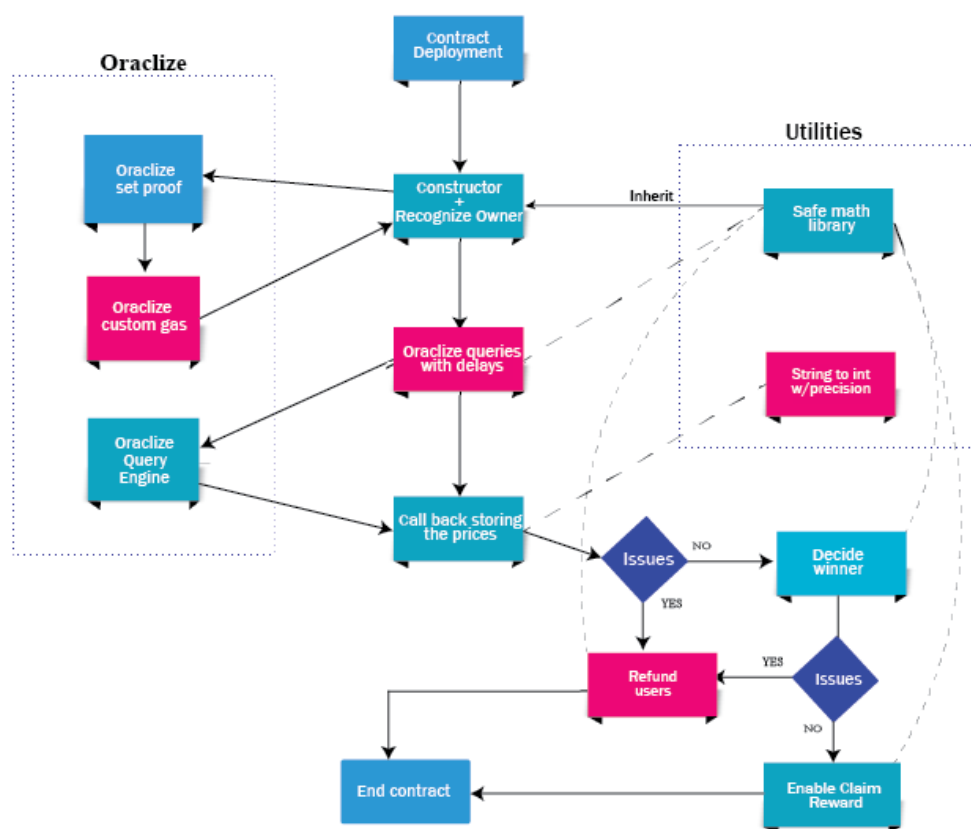 Contract
Deployment
Oraclize
Utilities
Oraclize
set proof
Constructor
+
Recognize Owner
Inherit
Safe math
library
Oraclize
custom gas
Oraclize queries
with delays
String to int
w/precision
Oraclize
Query
Engine
Call back storing
the prices
Issues
NO
Decide
winner
YES
Refund
users
YES
Issues
NO
End contract
Enable Claim
Reward